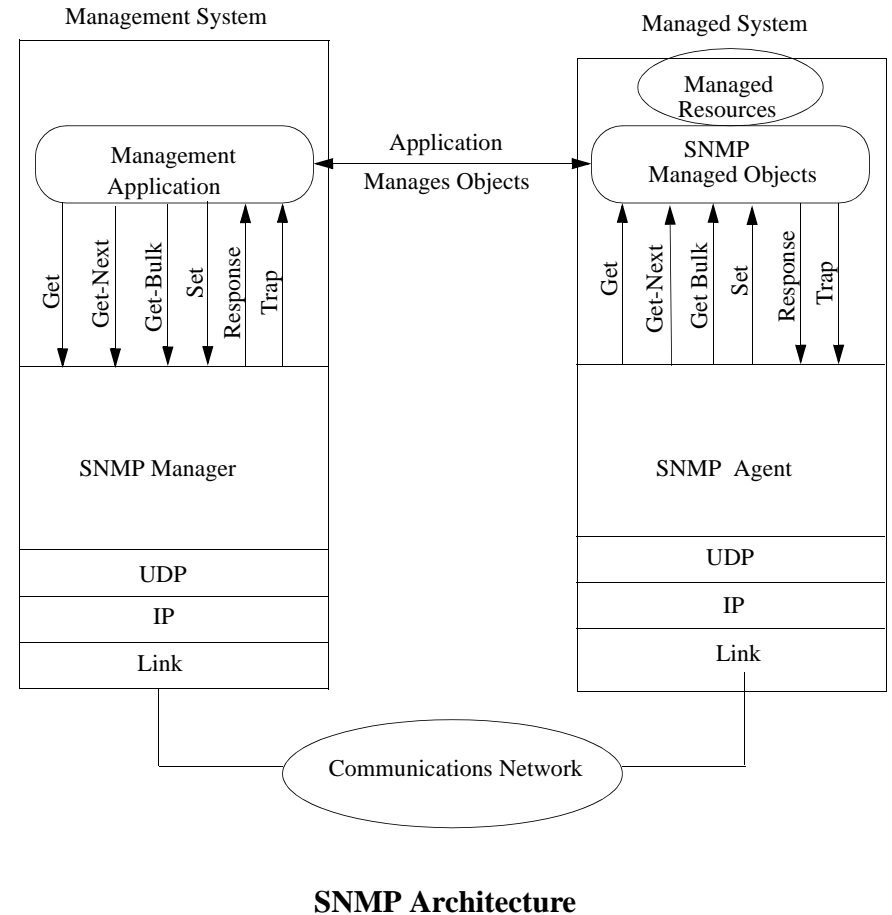 Management System
Managed System
Managed
Resources
Management
Application
Application
Manages Objects
SNMP
Managed Objects
Get
Get-Next
Get-Bulk
Set
Response
Trap
Get
Get-Next
Get Bulk
Set
Response
Trap
SNMP Manager
SNMP Agent
UDP
IP
Link
UDP
IP
Link
Communications Network
SNMP Architecture